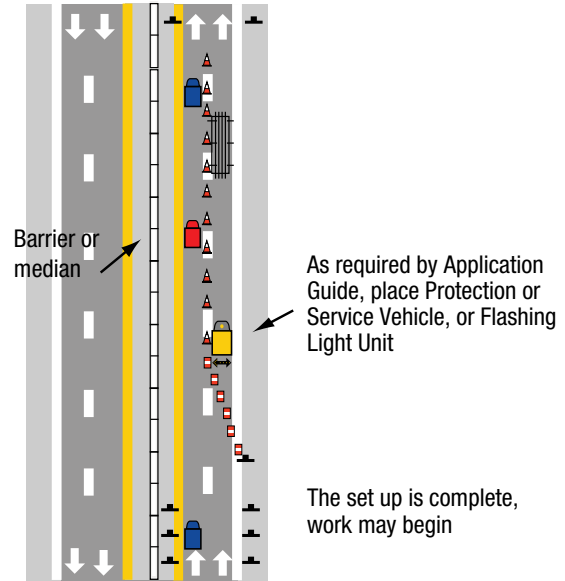 Barrier or
median
As required by Application
Guide, place Protection or
Service Vehicle, or Flashing
Light Unit
The set up is complete,
work may begin